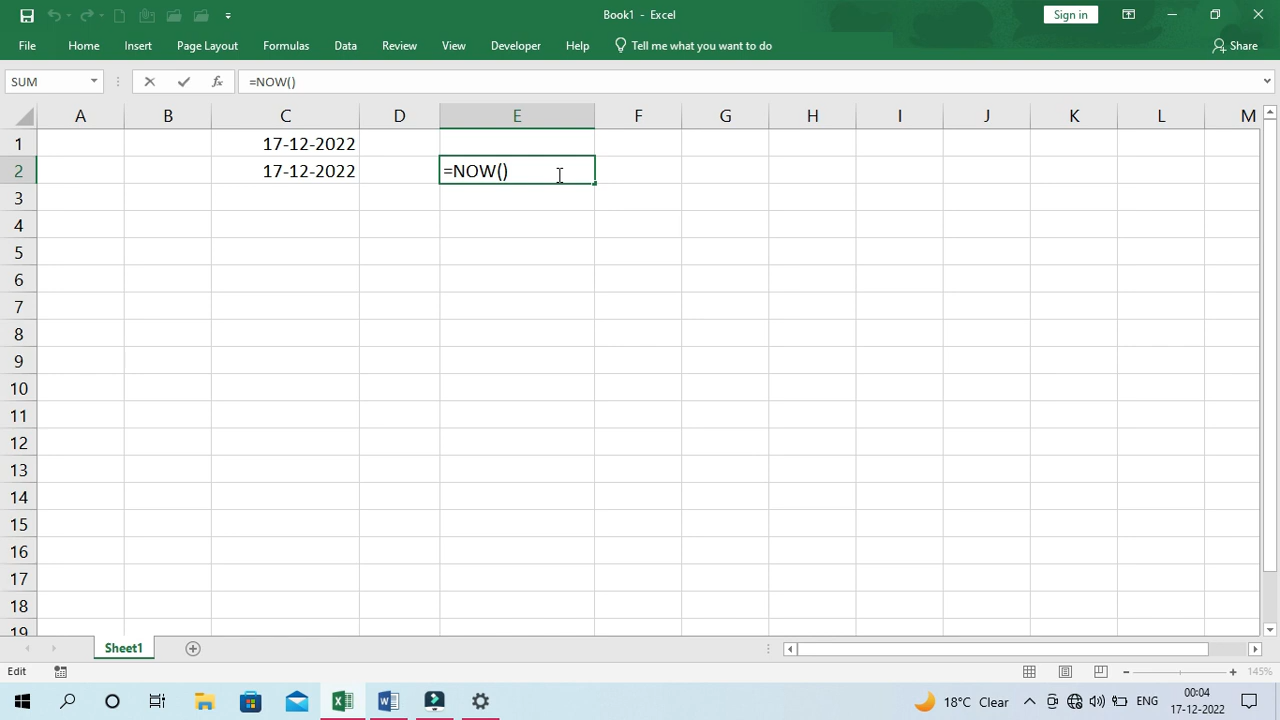 Book1 - Excel
Sign in
File Home Insert Page Layout Formulas Data Review View Developer Help Tell me what you want to do Share
SUM fx =NOW()
A B C D E F G H I J K L M
1 17-12-2022
2 17-12-2022 =NOW()
3
4
5
6
7
8
9
10
11
12
13
14
15
16
17
18
19
Sheet1
Edit 145%
18°C Clear ENG 00:04
17-12-2022